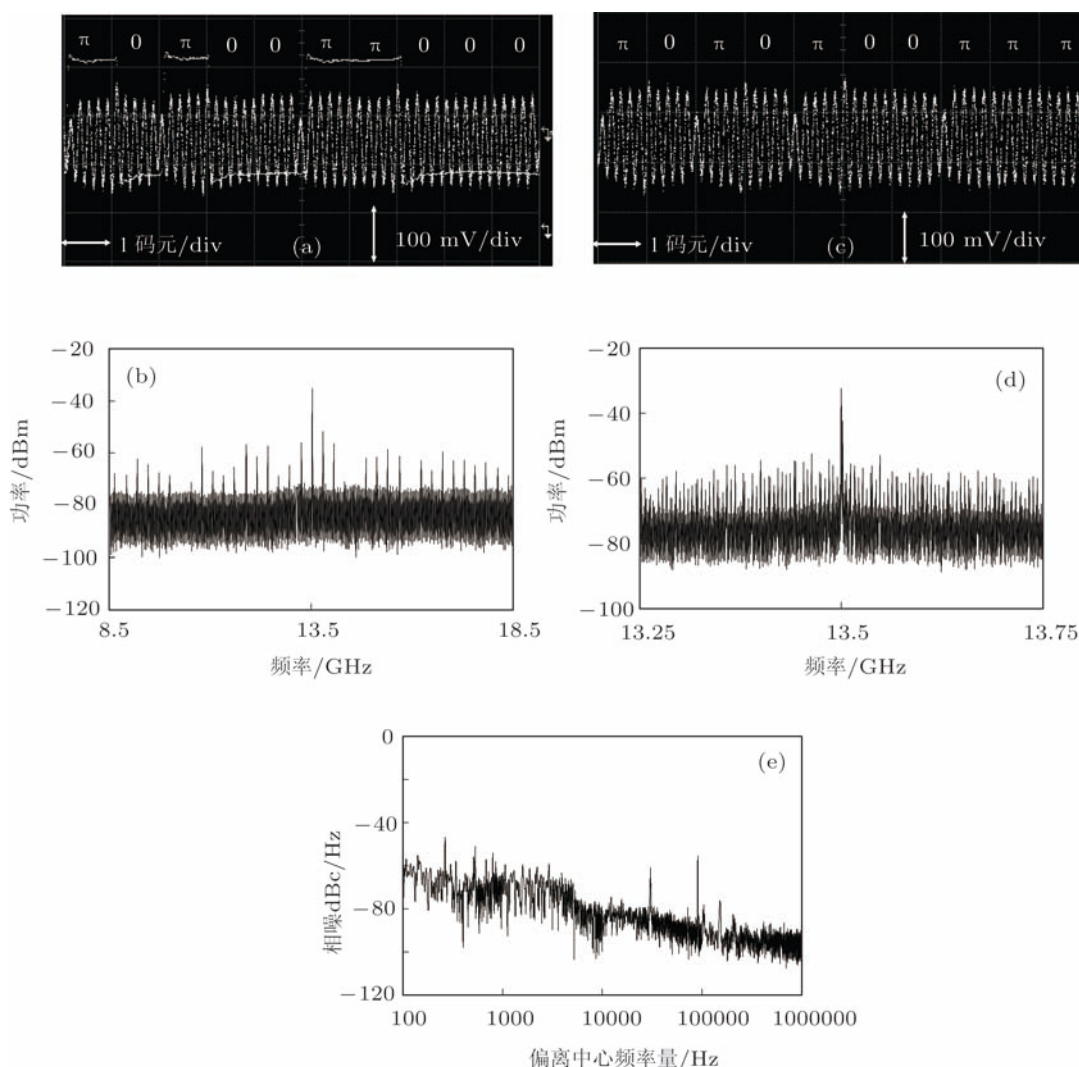 π 0 π 0 0 π π 0 0 0
1 码元/div (a) 100 mV/div
π 0 π 0 π 0 0 π π π
1 码元/div (c) 100 mV/div
(b)
功率/dBm
−20
−40
−60
−80
−100
−120
8.5 13.5 18.5
频率/GHz
(d)
功率/dBm
−20
−40
−60
−80
−100
13.25 13.5 13.75
频率/GHz
(e)
相噪dBc/Hz
0
−40
−80
−120
100 1000 10000 100000 1000000
偏离中心频率量/Hz